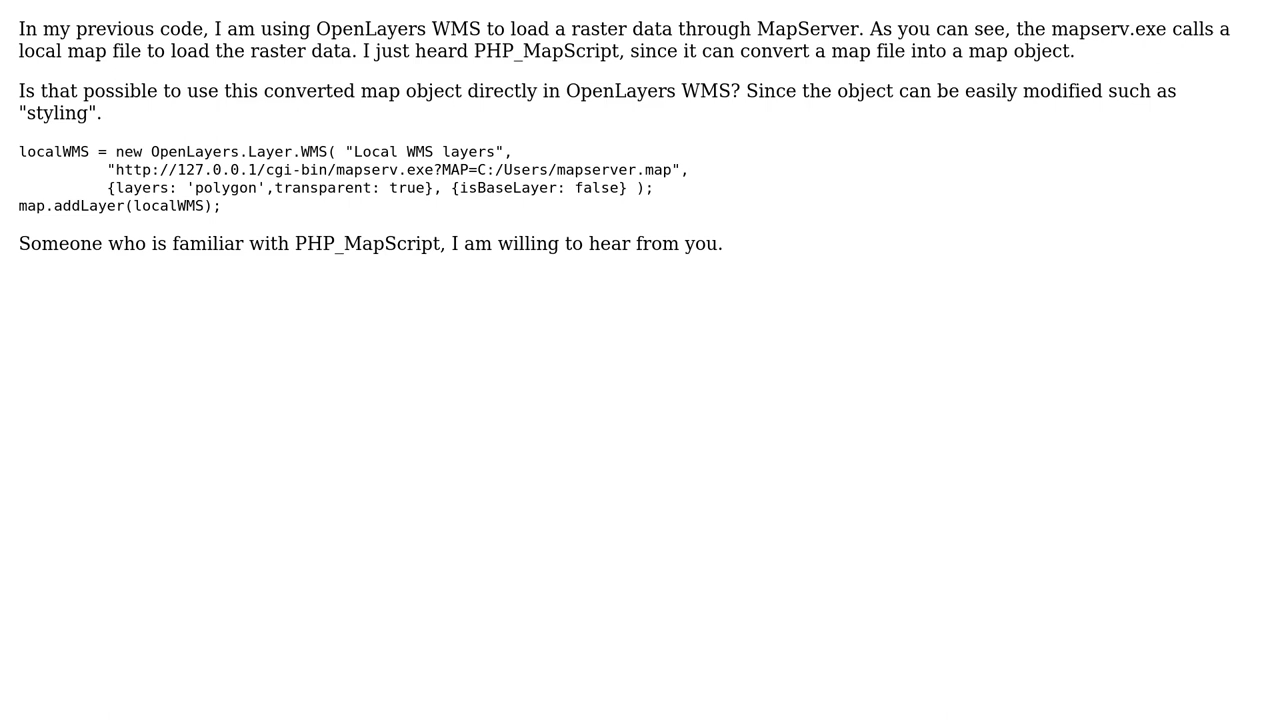 In my previous code, I am using OpenLayers WMS to load a raster data through MapServer. As you can see, the mapserv.exe calls a
local map file to load the raster data. I just heard PHP_MapScript, since it can convert a map file into a map object.
Is that possible to use this converted map object directly in OpenLayers WMS? Since the object can be easily modified such as
"styling".
localWMS = new OpenLayers.Layer.WMS( "Local WMS layers",
          "http://127.0.0.1/cgi-bin/mapserv.exe?MAP=C:/Users/mapserver.map",
          {layers: 'polygon',transparent: true}, {isBaseLayer: false} );
map.addLayer(localWMS);
Someone who is familiar with PHP_MapScript, I am willing to hear from you.